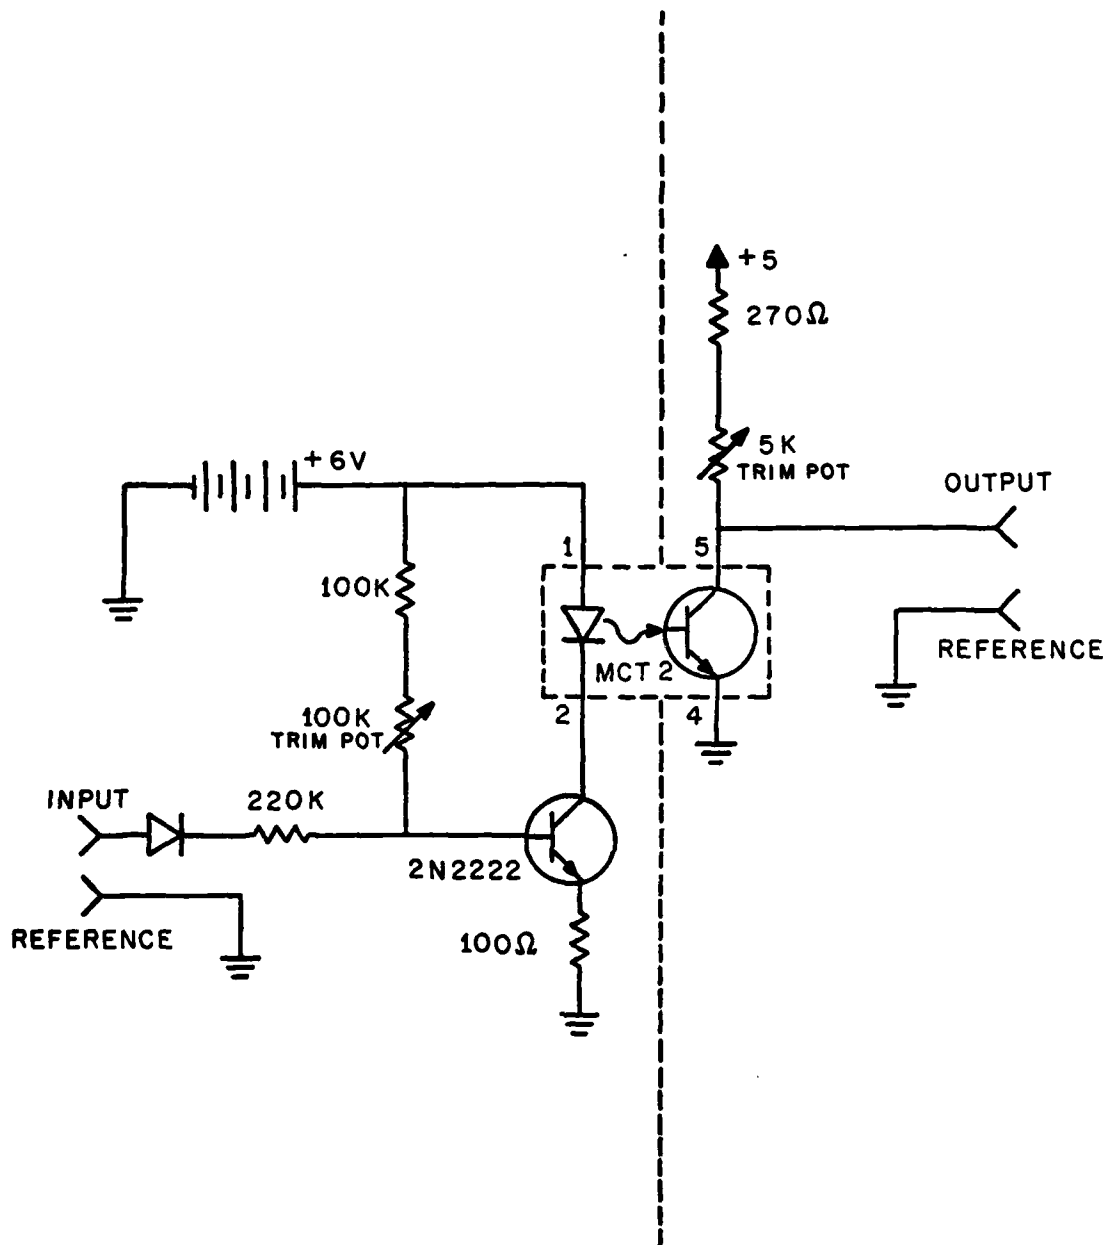 +5
270Ω
5K
TRIM POT
+6V
OUTPUT
1
5
100K
REFERENCE
MCT 2
2
4
100K
TRIM POT
INPUT
220K
2N2222
REFERENCE
100Ω